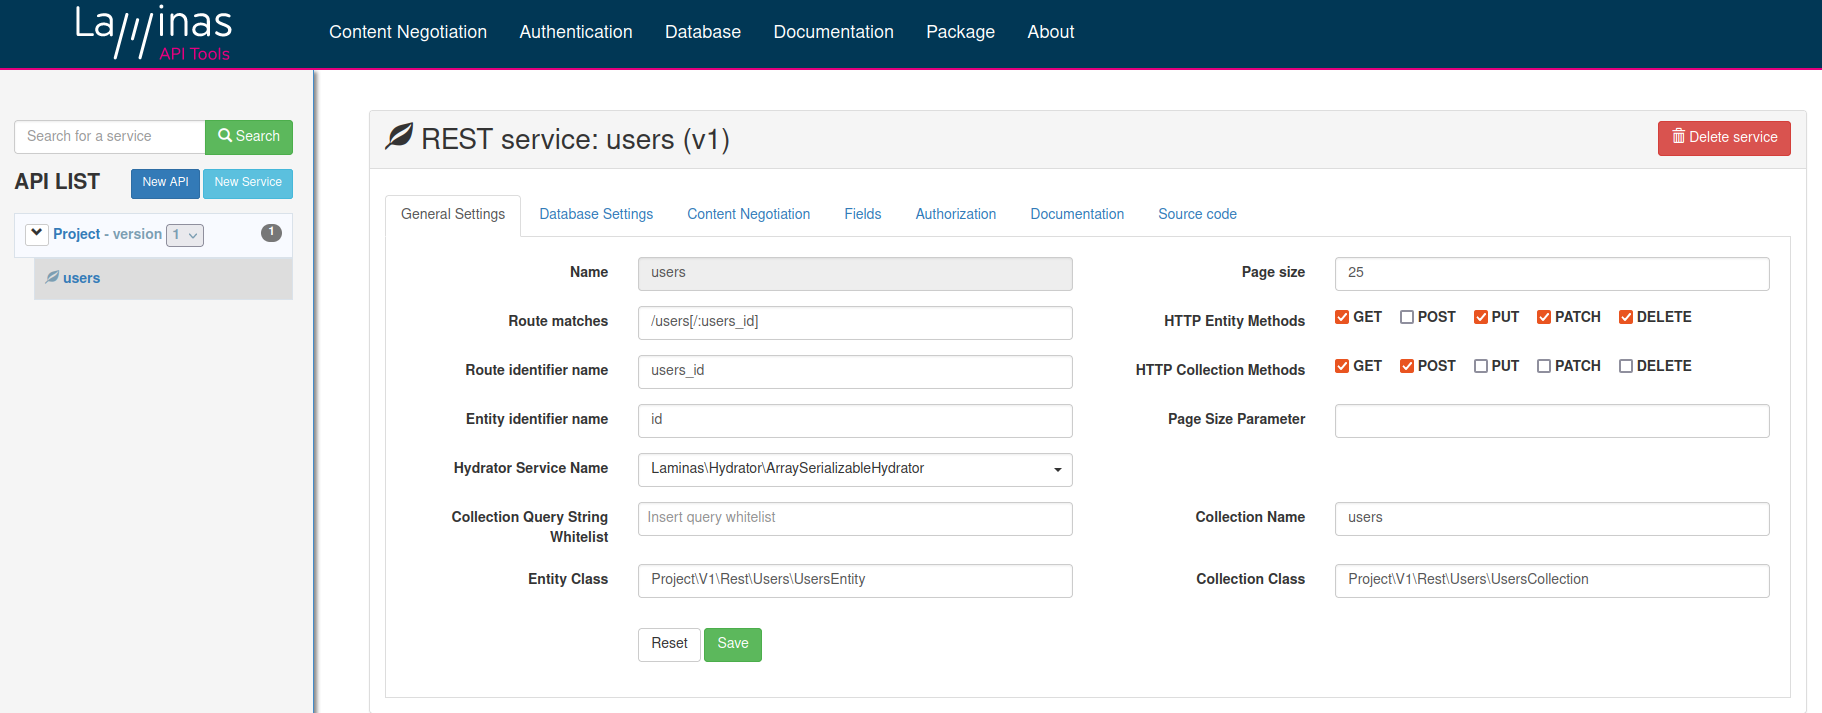 Laminas
API Tools
Content Negotiation Authentication Database Documentation Package About
Search for a service Search
API LIST New API New Service
Project - version 1 1
users
REST service: users (v1) Delete service
General Settings Database Settings Content Negotiation Fields Authorization Documentation Source code
Name users Page size 25
Route matches /users[/:users_id] HTTP Entity Methods GET POST PUT PATCH DELETE
Route identifier name users_id HTTP Collection Methods GET POST PUT PATCH DELETE
Entity identifier name id Page Size Parameter
Hydrator Service Name Laminas\Hydrator\ArraySerializableHydrator
Collection Query String Insert query whitelist Collection Name users
Whitelist
Entity Class Project\V1\Rest\Users\UsersEntity Collection Class Project\V1\Rest\Users\UsersCollection
Reset Save